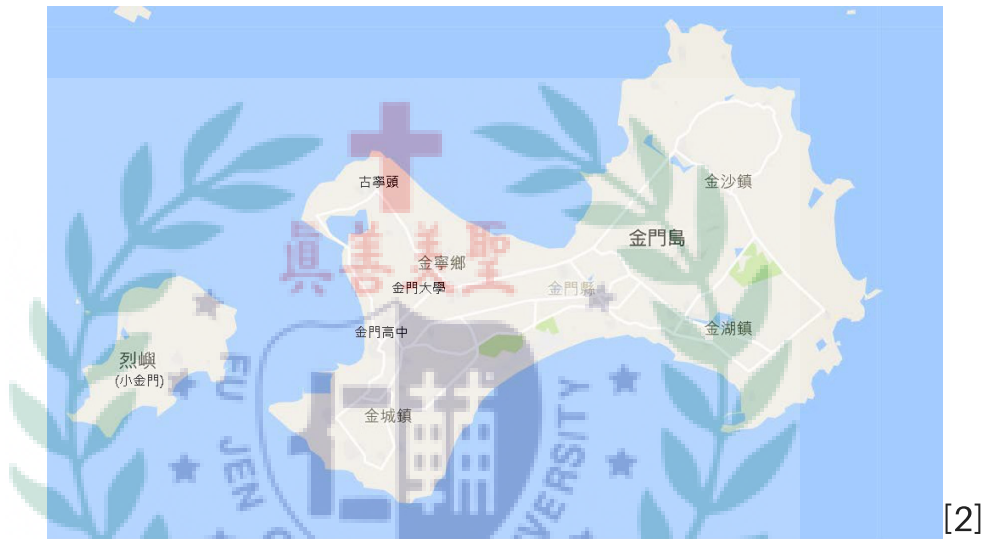 古寧頭
金沙鎮
金門島
真善美聖
金寧鄉
金門大學
金門縣
金門高中
金湖鎮
烈嶼
(小金門)
金城鎮
FU JEN
VERSITY
[2]